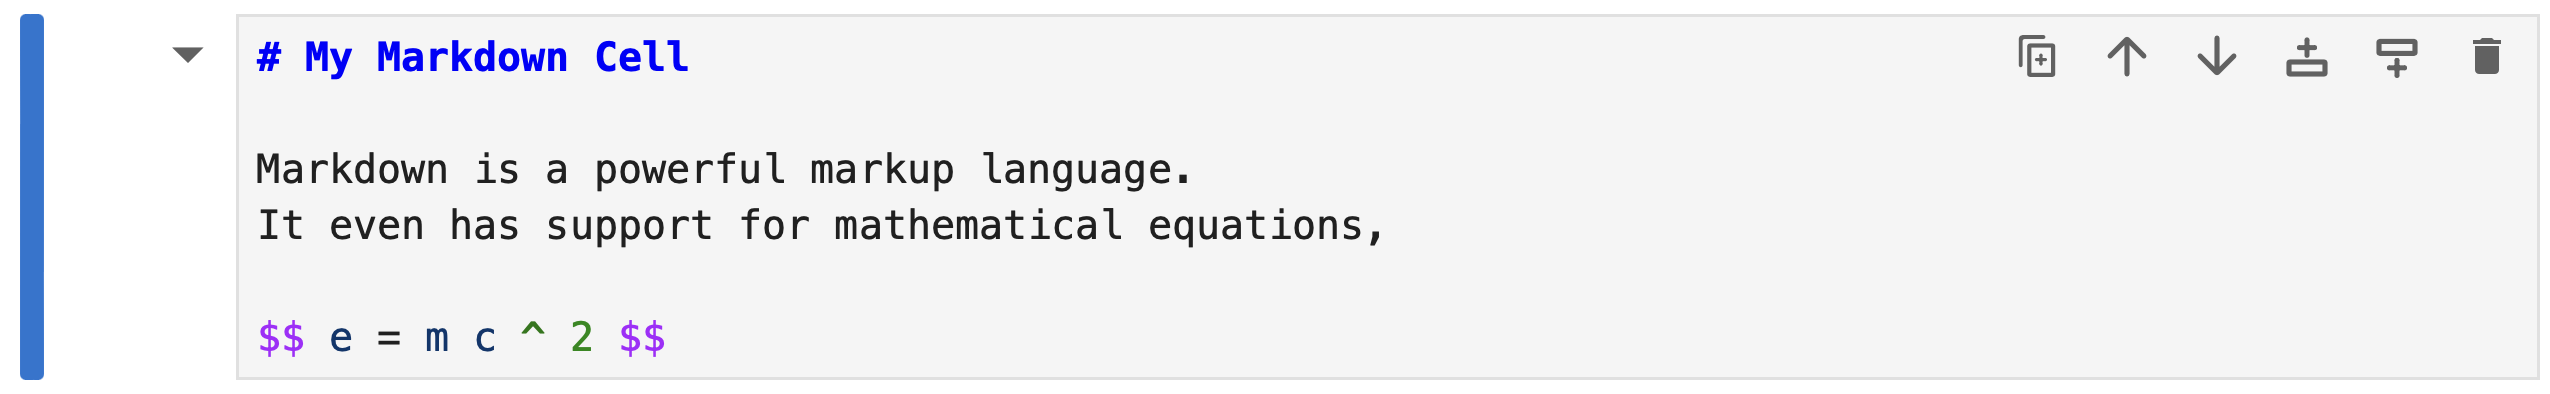 # My Markdown Cell
Markdown is a powerful markup language.
It even has support for mathematical equations,
$$ e = m c ^ 2 $$